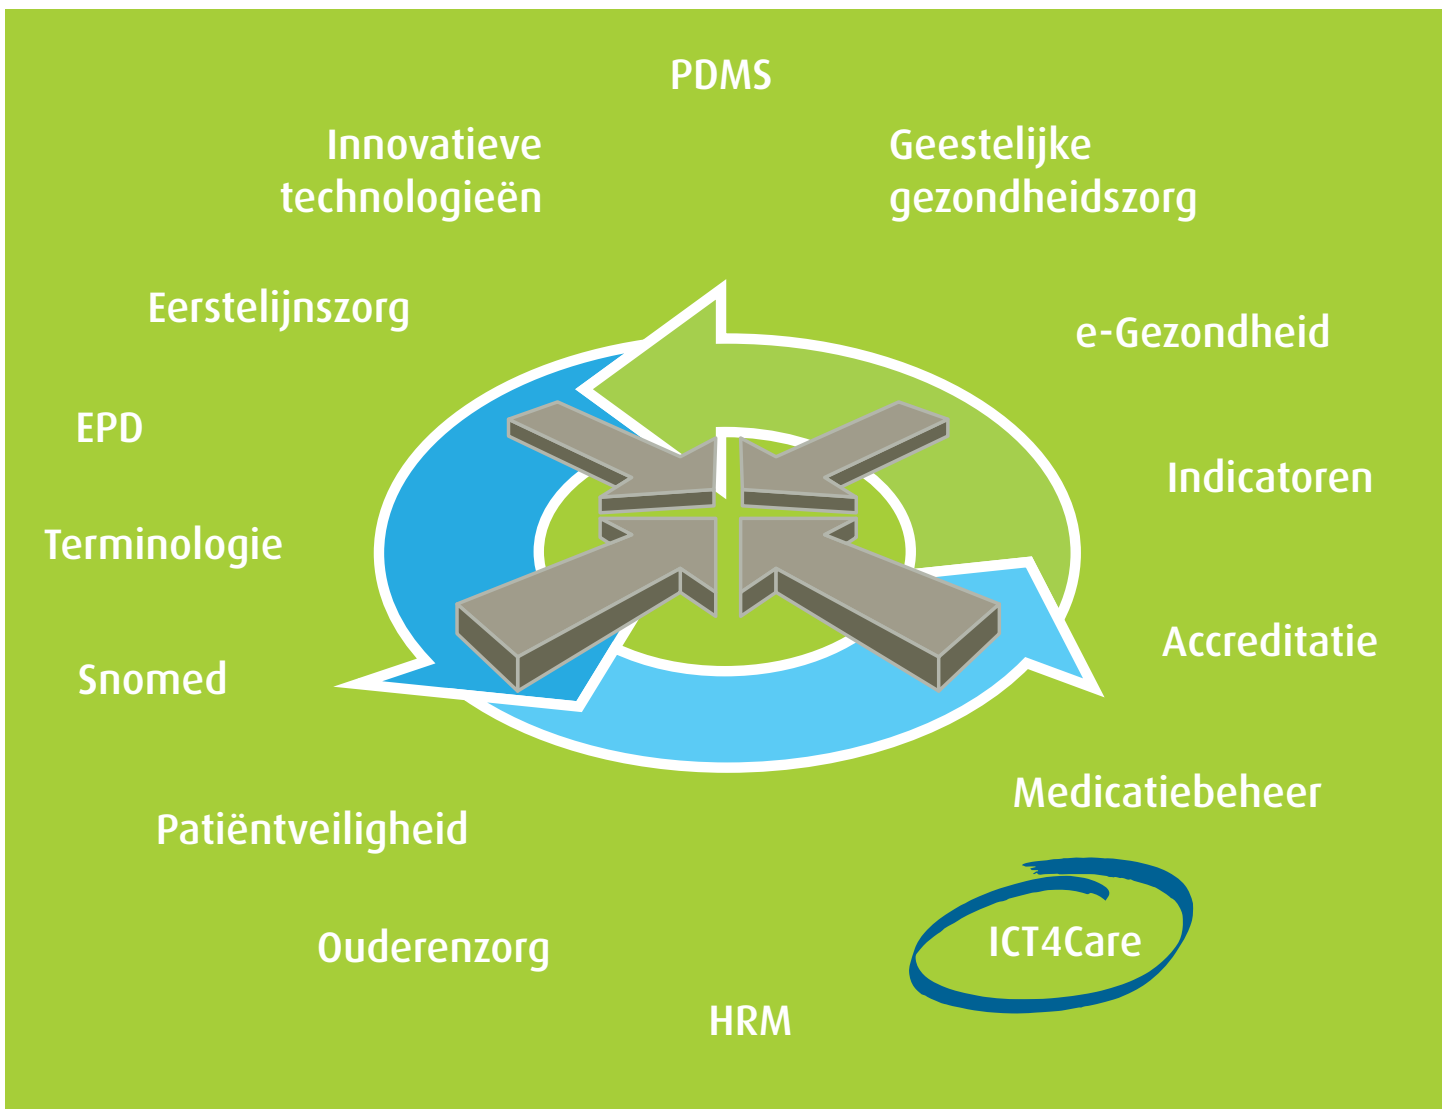 PDMS
Innovatieve
technologieën
Geestelijke
gezondheidszorg
Eerstelijnszorg
e-Gezondheid
EPD
Indicatoren
Terminologie
Accreditatie
Snomed
Medicatiebeheer
Patiëntveiligheid
ICT4Care
Ouderenzorg
HRM